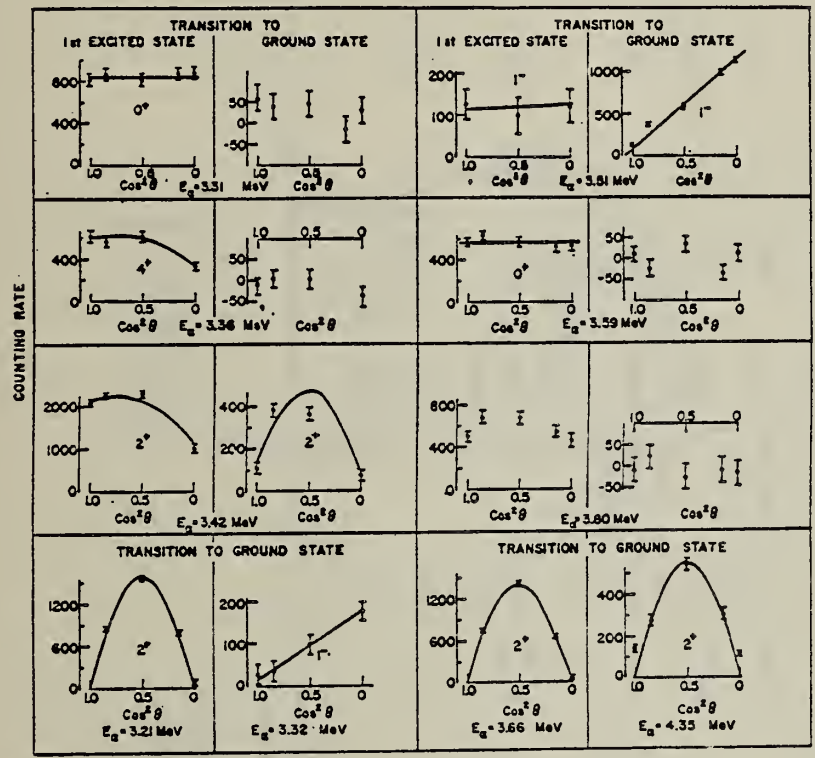 COUNTING RATE
TRANSITION TO
1st EXCITED STATE GROUND STATE
800
400
0
0+
1.0 0.5 0
Cos²θ
50
0
-50
1.0 0.5 0
Cos²θ
Eα=3.31 MeV
TRANSITION TO
1st EXCITED STATE GROUND STATE
200
100
0
1-
1.0 0.5 0
Cos²θ
1000
500
0
1-
1.0 0.5 0
Cos²θ
Eα=3.51 MeV
400
0
4+
1.0 0.5 0
Cos²θ
1.0 0
50
0
-50
Cos²θ
Eα=3.36 MeV
400
0
0+
1.0 0.5 0
Cos²θ
50
0
-50
1.0 0.5 0
Cos²θ
Eα=3.59 MeV
2000
1000
0
2+
1.0 0.5 0
Cos²θ
400
200
0
2+
1.0 0.5 0
Cos²θ
Eα=3.42 MeV
800
400
0
1.0 0.5 0
Cos²θ
1.0 0.5 0
50
0
-50
Cos²θ
Eα=3.80 MeV
TRANSITION TO GROUND STATE
1200
600
0
2+
1.0 0.5 0
Cos²θ
Eα=3.21 MeV
200
100
0
1-
1.0 0.5 0
Cos²θ
Eα=3.32 MeV
TRANSITION TO GROUND STATE
1200
600
0
2+
1.0 0.5 0
Cos²θ
Eα=3.66 MeV
400
200
0
2+
1.0 0.5 0
Cos²θ
Eα=4.35 MeV